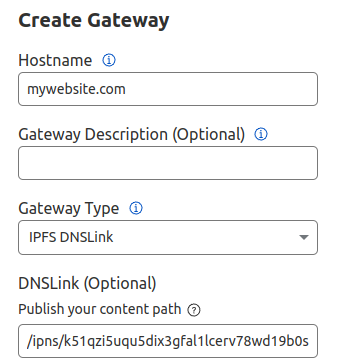 Create Gateway
Hostname
mywebsite.com
Gateway Description (Optional)
Gateway Type
IPFS DNSLink
DNSLink (Optional)
Publish your content path
/ipns/k51qzi5uqu5dix3gfal1lcerv78wd19b0s